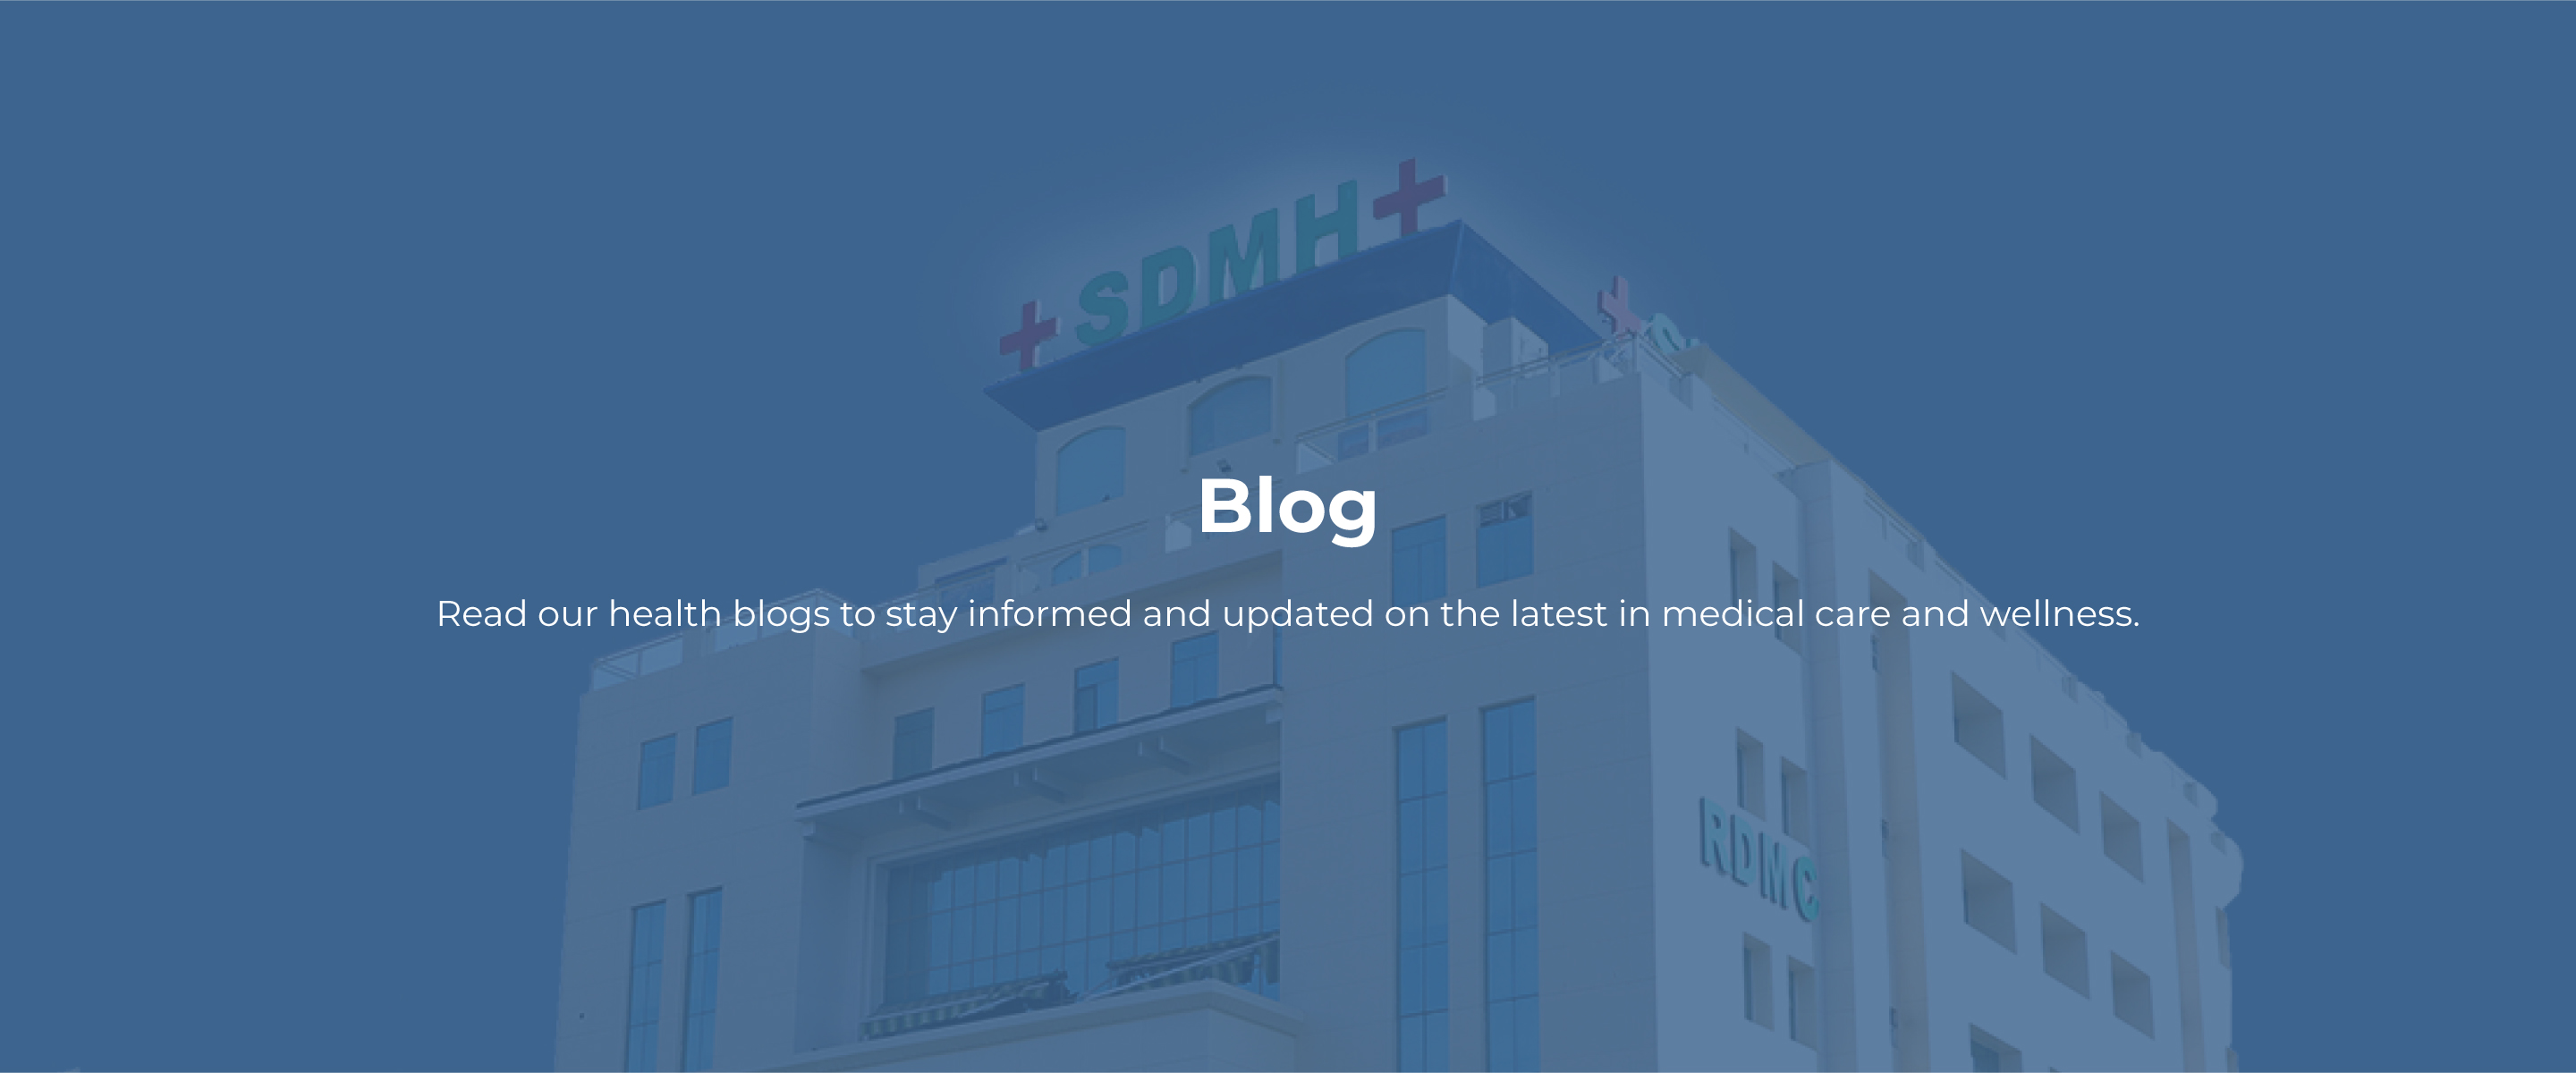 SDMH
Blog
Read our health blogs to stay informed and updated on the latest in medical care and wellness.
RDMC